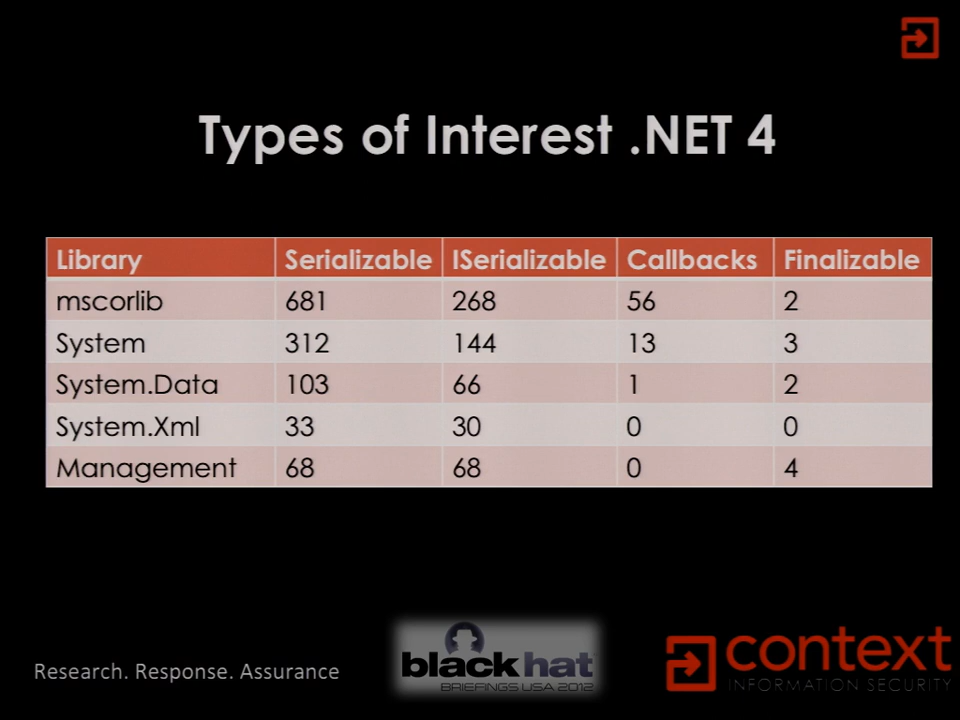 Types of Interest .NET 4
Library Serializable ISerializable Callbacks Finalizable
mscorlib 681 268 56 2
System 312 144 13 3
System.Data 103 66 1 2
System.Xml 33 30 0 0
Management 68 68 0 4
Research. Response. Assurance
black hat
BRIEFINGS USA 2012
context
INFORMATION SECURITY